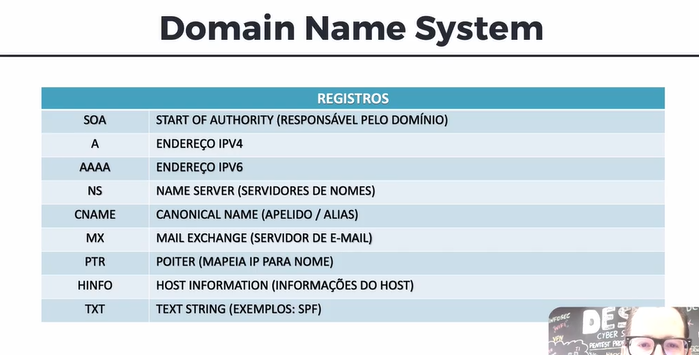 Domain Name System
REGISTROS
SOA START OF AUTHORITY (RESPONSÁVEL PELO DOMÍNIO)
A ENDEREÇO IPV4
AAAA ENDEREÇO IPV6
NS NAME SERVER (SERVIDORES DE NOMES)
CNAME CANONICAL NAME (APELIDO / ALIAS)
MX MAIL EXCHANGE (SERVIDOR DE E-MAIL)
PTR POITER (MAPEIA IP PARA NOME)
HINFO HOST INFORMATION (INFORMAÇÕES DO HOST)
TXT TEXT STRING (EXEMPLOS: SPF)
DES
CYBER S
PENTEST